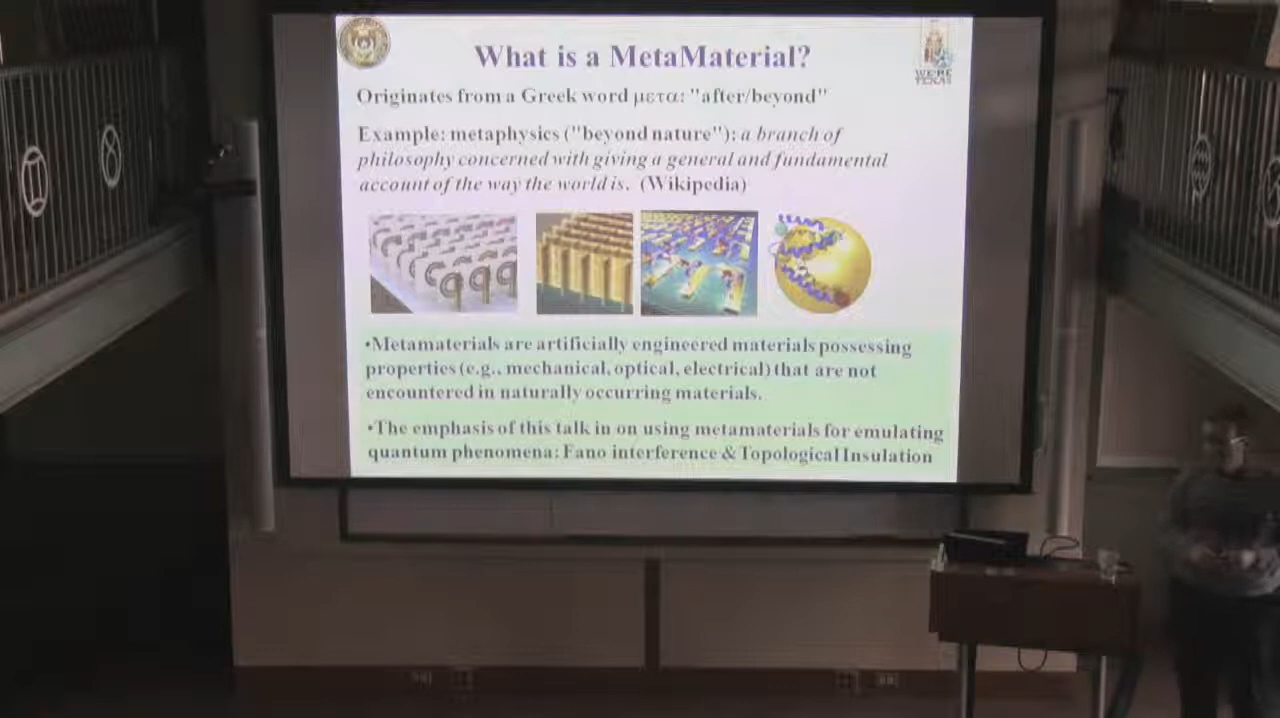 What is a MetaMaterial?
WE'RE
TEXAS
Originates from a Greek word μετα: "after/beyond"
Example: metaphysics ("beyond nature"): a branch of
philosophy concerned with giving a general and fundamental
account of the way the world is. (Wikipedia)
•Metamaterials are artificially engineered materials possessing
properties (e.g., mechanical, optical, electrical) that are not
encountered in naturally occurring materials.
•The emphasis of this talk in on using metamaterials for emulating
quantum phenomena: Fano interference & Topological Insulation